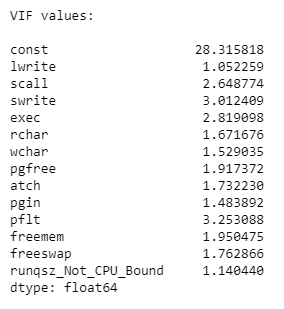 VIF values:
const 28.315818
lwrite 1.052259
scall 2.648774
swrite 3.012409
exec 2.819098
rchar 1.671676
wchar 1.529035
pgfree 1.917372
atch 1.732230
pgin 1.483892
pflt 3.253088
freemem 1.950475
freeswap 1.762866
runqsz_Not_CPU_Bound 1.140440
dtype: float64